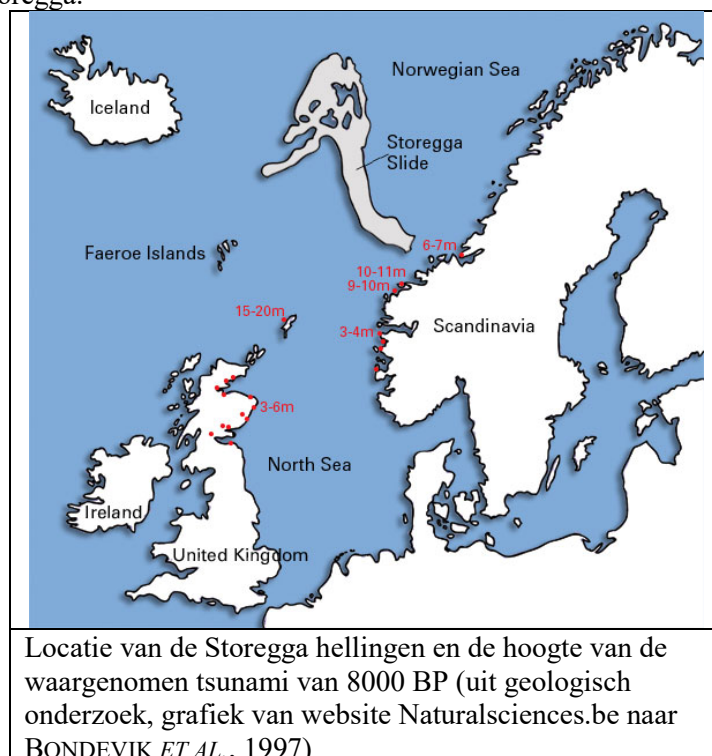 Norwegian Sea
Iceland
Storegga
Slide
6-7m
Faeroe Islands
10-11m
9-10m
15-20m
3-4m
Scandinavia
3-6m
North Sea
Ireland
United Kingdom
Locatie van de Storegga hellingen en de hoogte van de
waargenomen tsunami van 8000 BP (uit geologisch
onderzoek, grafiek van website Naturalsciences.be naar
BONDEVIK ET AL., 1997)